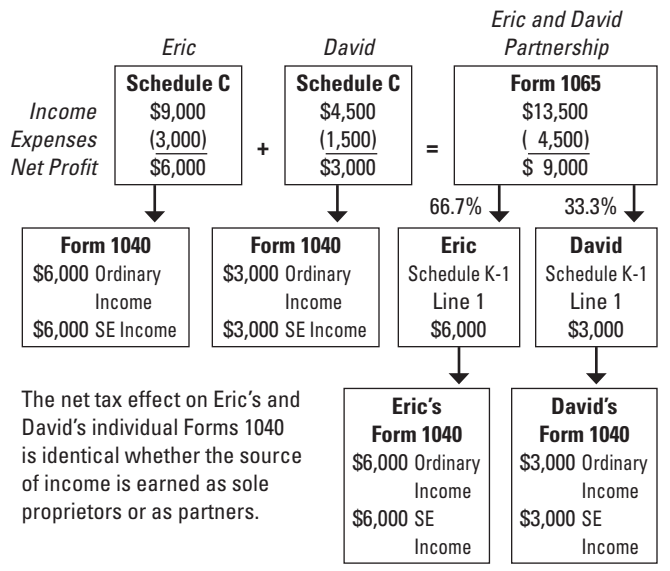 Eric
David
Eric and David
Partnership
Income
Expenses
Net Profit
Schedule C
$9,000
(3,000)
$6,000
+
Schedule C
$4,500
(1,500)
$3,000
=
Form 1065
$13,500
( 4,500)
$ 9,000
66.7%
33.3%
Form 1040
$6,000 Ordinary
Income
$6,000 SE Income
Form 1040
$3,000 Ordinary
Income
$3,000 SE Income
Eric
Schedule K-1
Line 1
$6,000
David
Schedule K-1
Line 1
$3,000
The net tax effect on Eric's and
David's individual Forms 1040
is identical whether the source
of income is earned as sole
proprietors or as partners.
Eric's
Form 1040
$6,000 Ordinary
Income
$6,000 SE
Income
David's
Form 1040
$3,000 Ordinary
Income
$3,000 SE
Income